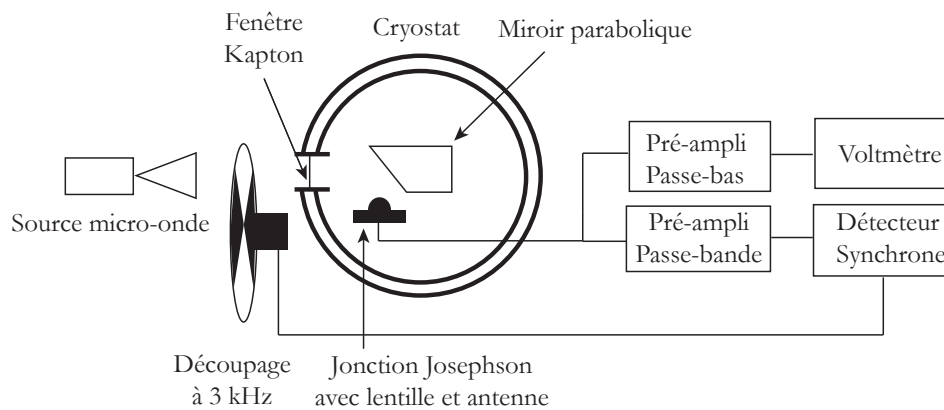 Fenêtre
Kapton
Cryostat
Miroir parabolique
Source micro-onde
Pré-ampli
Passe-bas
Voltmètre
Pré-ampli
Passe-bande
Détecteur
Synchrone
Découpage
à 3 kHz
Jonction Josephson
avec lentille et antenne